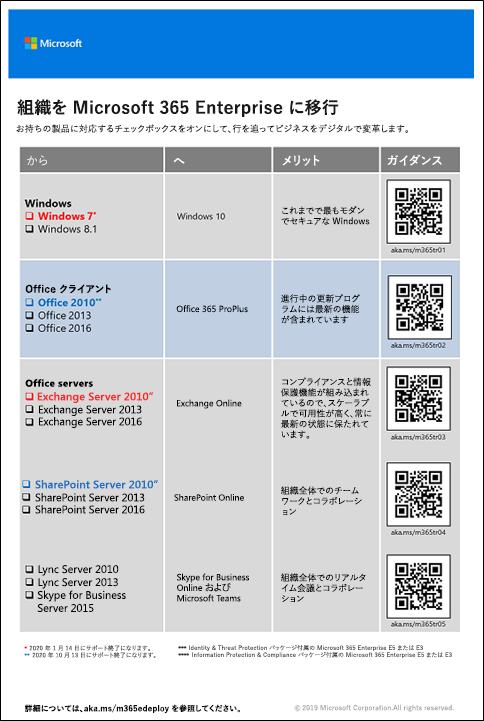 Microsoft
組織を Microsoft 365 Enterprise に移行
お持ちの製品に対応するチェックボックスをオンにして、行を追ってビジネスをデジタルで変革します。
から へ メリット ガイダンス
Windows
Windows 7*
Windows 8.1
Windows 10
これまでで最もモダン
でセキュアな Windows
aka.ms/m365tr01
Office クライアント
Office 2010**
Office 2013
Office 2016
Office 365 ProPlus
進行中の更新プログ
ラムには最新の機能
が含まれています
aka.ms/m365tr02
Office servers
Exchange Server 2010"
Exchange Server 2013
Exchange Server 2016
Exchange Online
コンプライアンスと情報
保護機能が組み込まれ
ているので、スケーラブ
ルで可用性が高く、常に
最新の状態に保たれて
います。
aka.ms/m365tr03
SharePoint Server 2010"
SharePoint Server 2013
SharePoint Server 2016
SharePoint Online
組織全体でのチーム
ワークとコラボレーシ
ョン
aka.ms/m365tr04
Lync Server 2010
Lync Server 2013
Skype for Business
Server 2015
Skype for Business
Online および
Microsoft Teams
組織全体でのリアルタ
イム会議とコラボレー
ション
aka.ms/m365tr05
* 2020 年 1 月 14 日にサポート終了になります。
** 2020 年 10 月 13 日にサポート終了になります。
*** Identity & Threat Protection パッケージ付属の Microsoft 365 E5 または E3
**** Information Protection & Compliance パッケージ付属の Microsoft 365 E5 または E3
詳細については、aka.ms/m365edeploy を参照してください。
© 2019 Microsoft Corporation.All rights reserved.